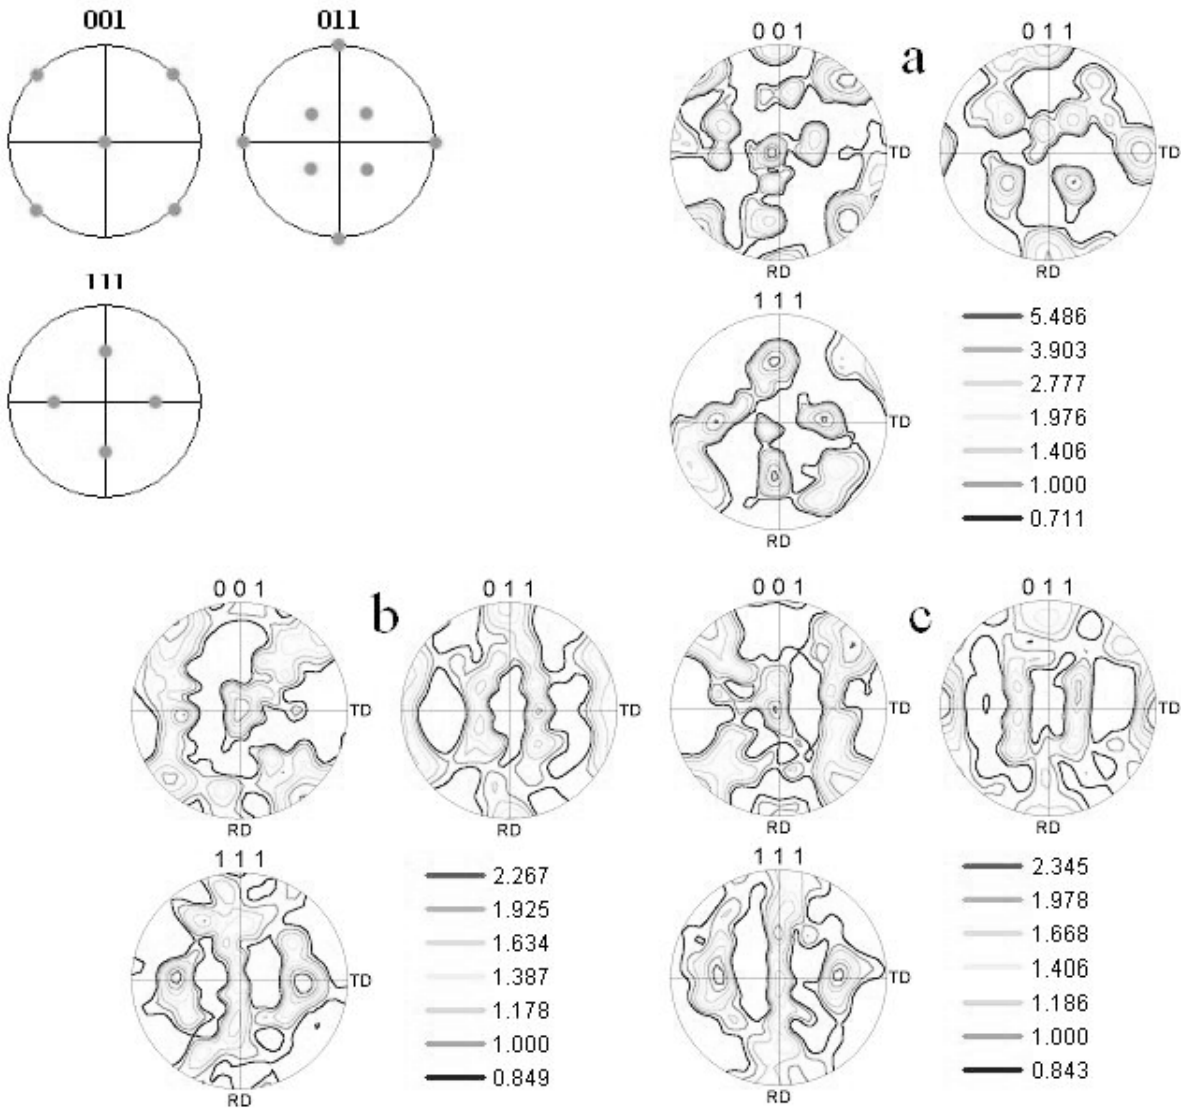 001
011
111
a
0 0 1
TD
RD
0 1 1
TD
RD
1 1 1
TD
RD
5.486
3.903
2.777
1.976
1.406
1.000
0.711
b
0 0 1
TD
RD
0 1 1
TD
RD
1 1 1
TD
RD
2.267
1.925
1.634
1.387
1.178
1.000
0.849
c
0 0 1
TD
RD
0 1 1
TD
RD
1 1 1
TD
RD
2.345
1.978
1.668
1.406
1.186
1.000
0.843